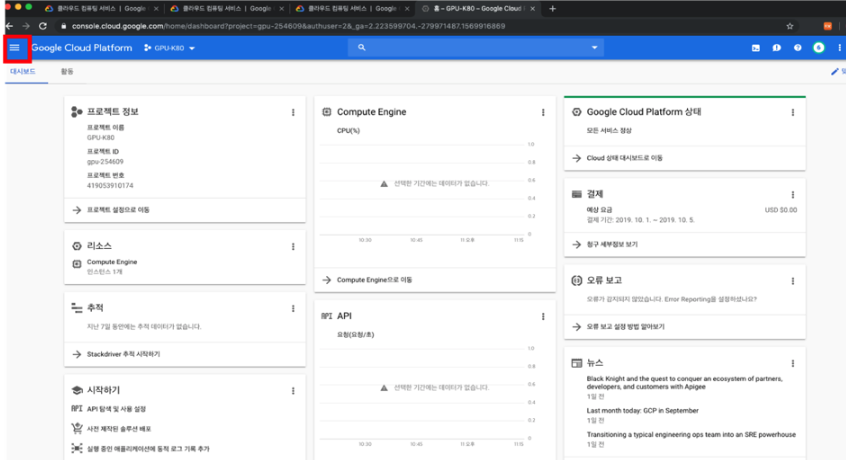 클라우드 컴퓨팅 서비스 | Google
클라우드 컴퓨팅 서비스 | Google
클라우드 컴퓨팅 서비스 | Google
홈 – GPU-K80 – Google Cloud
console.cloud.google.com/home/dashboard?project=gpu-254609&authuser=2&_ga=2.223599704.-279971487.1569916869
Google Cloud Platform
GPU-K80
대시보드
활동
프로젝트 정보
프로젝트 이름
GPU-K80
프로젝트 ID
gpu-254609
프로젝트 번호
419053910174
프로젝트 설정으로 이동
리소스
Compute Engine
인스턴스 1개
추적
지난 7일 동안에는 추적 데이터가 없습니다.
Stackdriver 추적 시작하기
시작하기
API API 탐색 및 사용 설정
사전 제작된 솔루션 배포
실행 중인 애플리케이션에 동적 로그 기록 추가
Compute Engine
CPU(%)
1.0
0.8
0.6
선택한 기간에는 데이터가 없습니다.
0.4
0.2
0
10:30 10:45 11 오후 11:15
Compute Engine으로 이동
API API
요청(요청/초)
1.0
0.8
0.6
선택한 기간에는 데이터가 없습니다.
0.4
0.2
0
10:30 10:45 11 오후 11:15
Google Cloud Platform 상태
모든 서비스 정상
Cloud 상태 대시보드로 이동
결제
예상 요금 USD $0.00
결제 기간: 2019. 10. 1. ~ 2019. 10. 5.
청구 세부정보 보기
오류 보고
오류가 감지되지 않았습니다. Error Reporting을 설정하셨나요?
오류 보고 설정 방법 알아보기
뉴스
Black Knight and the quest to conquer an ecosystem of partners,
developers, and customers with Apigee
1일 전
Last month today: GCP in September
1일 전
Transitioning a typical engineering ops team into an SRE powerhouse
1일 전